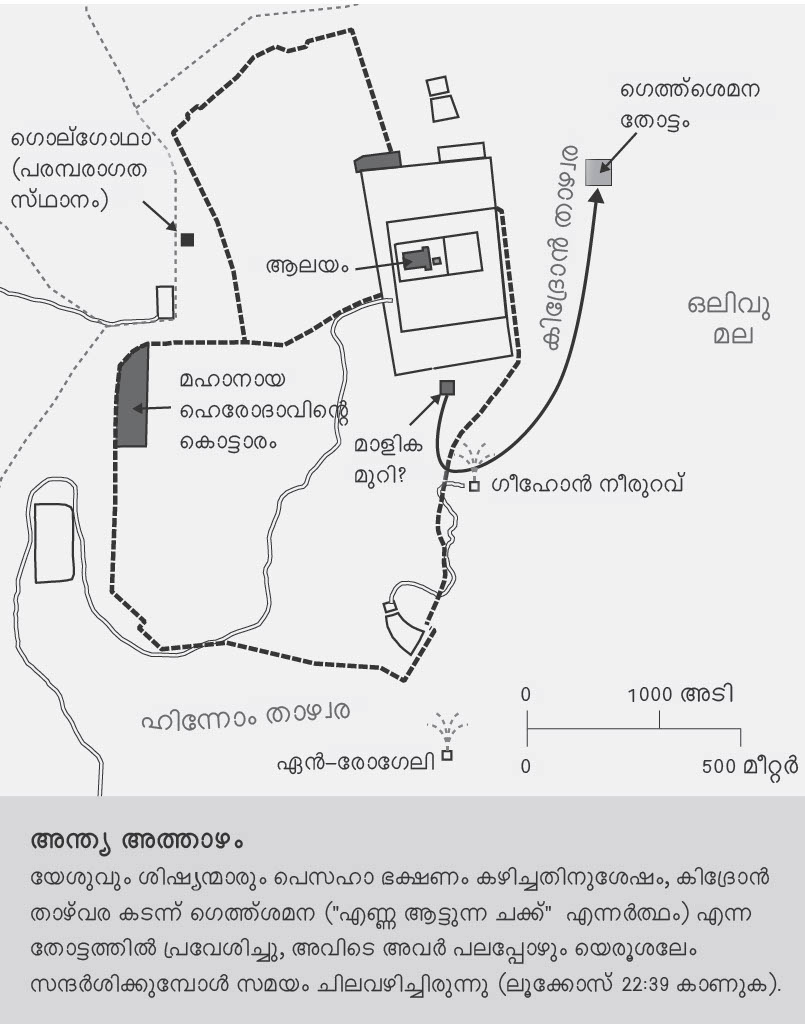 ഗെത്ത്ശെമന
തോട്ടം
ഗൊല്ഗോഥാ
(പരമ്പരാഗത
സ്ഥാനം)
കിദ്രോൻ താഴ്വര
ആലയം
ഒലിവു
മല
മഹാനായ
ഹെരോദാവിന്റെ
കൊട്ടാരം
മാളിക
മുറി?
ഗീഹോൻ നീരുറവ്
ഹിന്നോം താഴ്വര
ഏൻ-രോഗേലി
0 1000 അടി
0 500 മീറ്റർ
അന്ത്യ അത്താഴം
യേശുവും ശിഷ്യന്മാരും പെസഹാ ഭക്ഷണം കഴിച്ചതിനുശേഷം, കിദ്രോൻ
താഴ്‌വര കടന്ന് ഗെത്ത്ശമന ("എണ്ണ ആട്ടുന്ന ചക്ക്" എന്നർത്ഥം) എന്ന
തോട്ടത്തിൽ പ്രവേശിച്ചു, അവിടെ അവർ പലപ്പോഴും യെരൂശലേം
സന്ദർശിക്കുമ്പോൾ സമയം ചിലവഴിച്ചിരുന്നു (ലൂക്കോസ് 22:39 കാണുക).